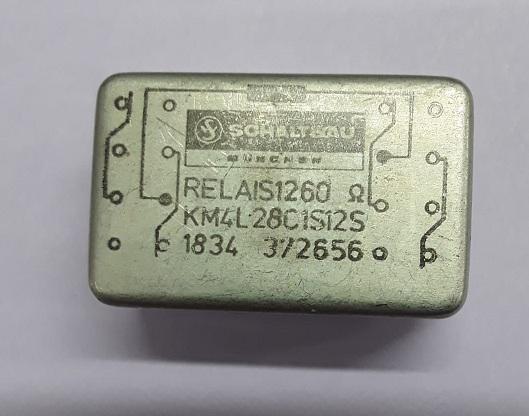 S SCHALTBAU
MÜNCHEN
RELAIS1260 Ω
KM4L28C1S12S
1834 372656